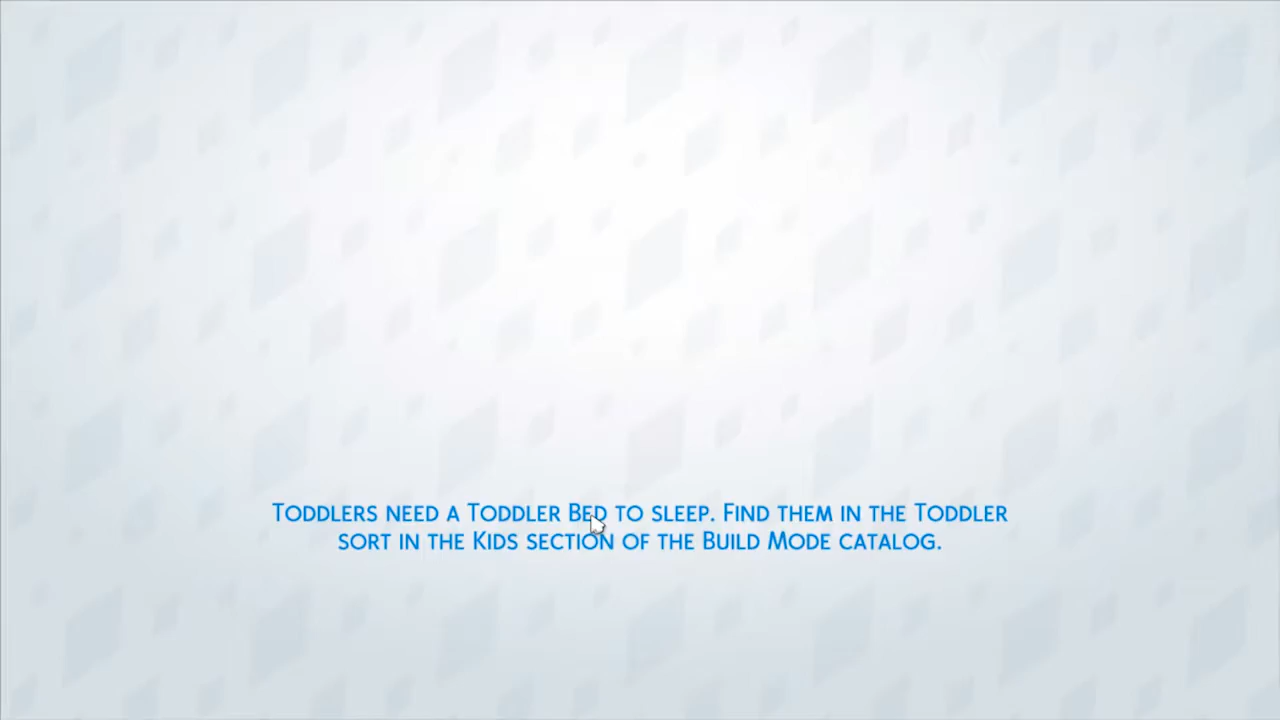 Toddlers need a Toddler Bed to sleep. Find them in the Toddler
sort in the Kids section of the Build Mode catalog.